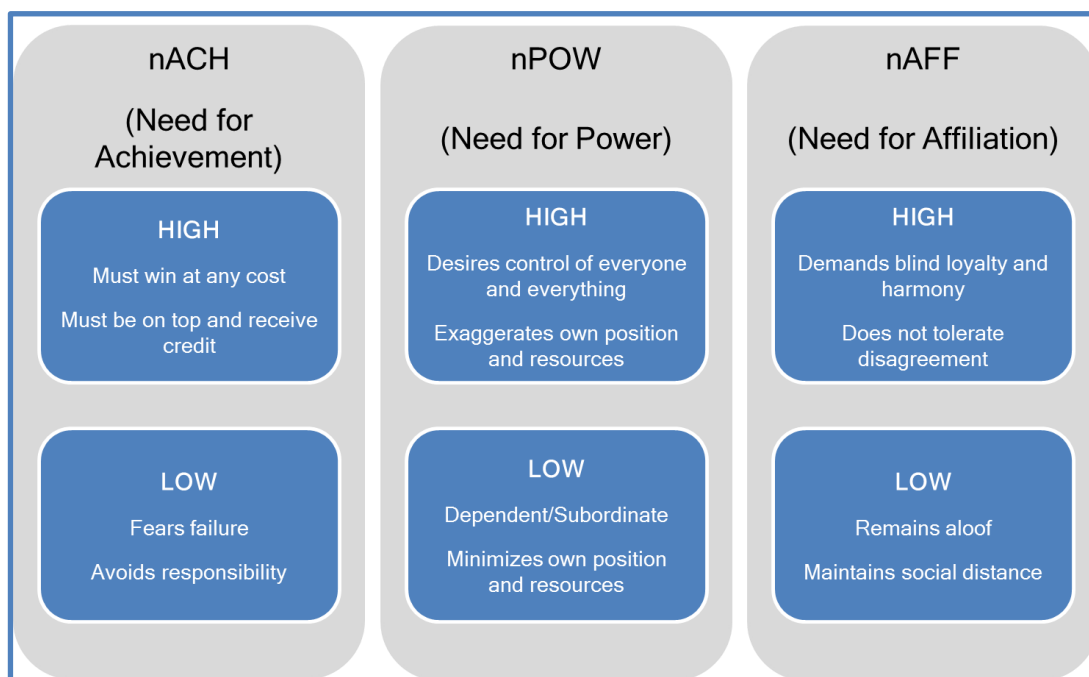 nACH
(Need for
Achievement)
HIGH
Must win at any cost
Must be on top and receive
credit
LOW
Fears failure
Avoids responsibility
nPOW
(Need for Power)
HIGH
Desires control of everyone
and everything
Exaggerates own position
and resources
LOW
Dependent/Subordinate
Minimizes own position
and resources
nAFF
(Need for Affiliation)
HIGH
Demands blind loyalty and
harmony
Does not tolerate
disagreement
LOW
Remains aloof
Maintains social distance